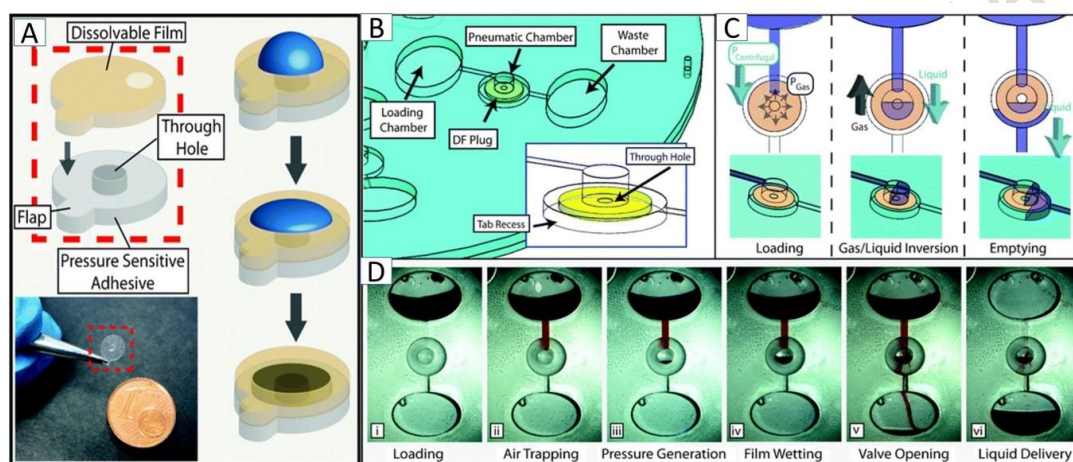 A
Dissolvable Film
Through
Hole
Flap
Pressure Sensitive
Adhesive
B
Pneumatic Chamber
Waste
Chamber
Loading
Chamber
DF Plug
Through Hole
Tab Recess
C
PCentrifugal
PGas
Liquid
Gas
Liquid
Loading
Gas/Liquid Inversion
Emptying
D
i
ii
iii
iv
v
vi
Loading
Air Trapping
Pressure Generation
Film Wetting
Valve Opening
Liquid Delivery